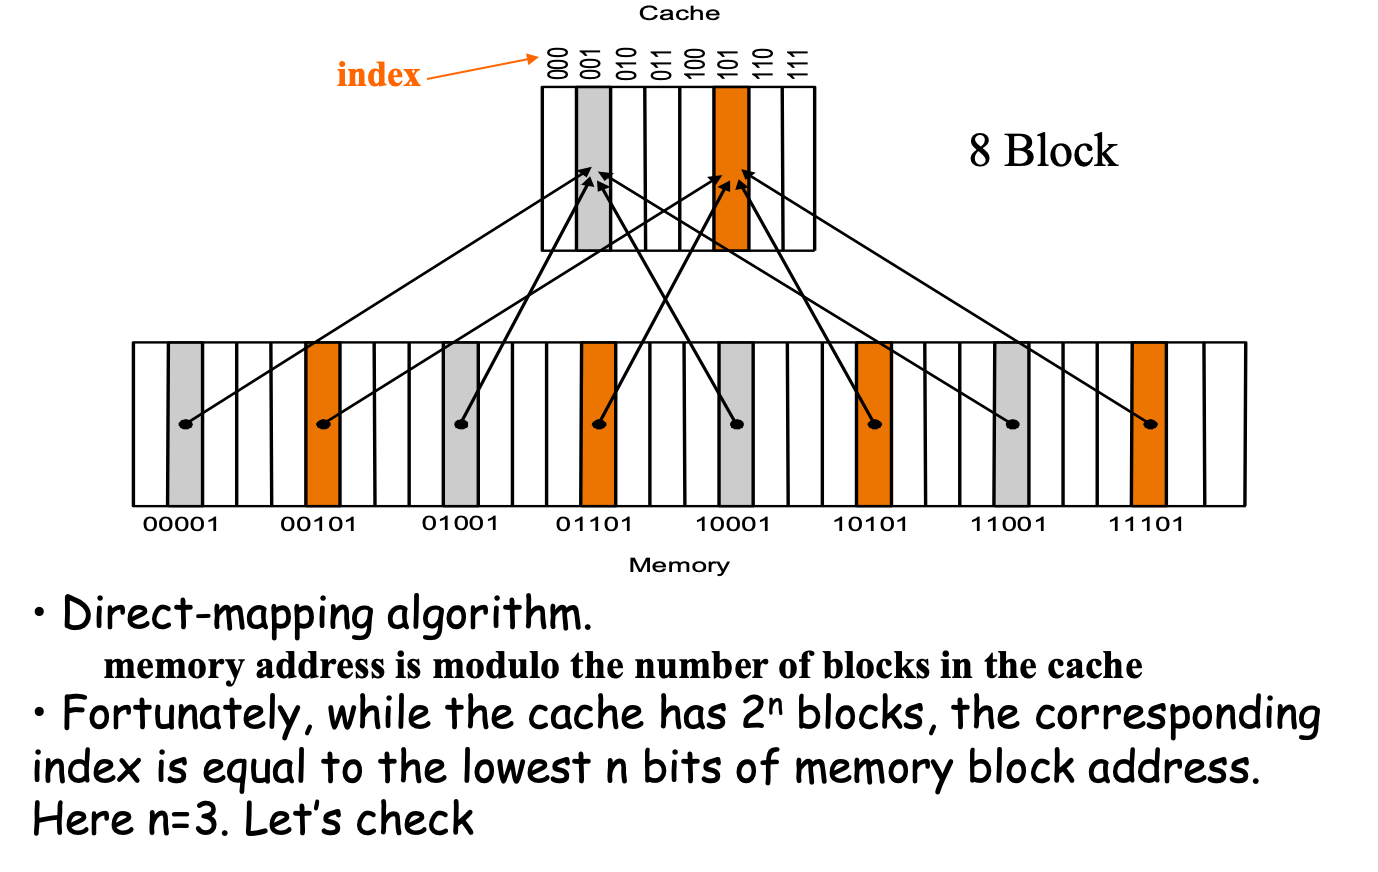 Cache
index
000 001 010 011 100 101 110 111
8 Block
00001 00101 01001 01101 10001 10101 11001 11101
Memory
• Direct-mapping algorithm.
memory address is modulo the number of blocks in the cache
• Fortunately, while the cache has 2ⁿ blocks, the corresponding
index is equal to the lowest n bits of memory block address.
Here n=3. Let's check